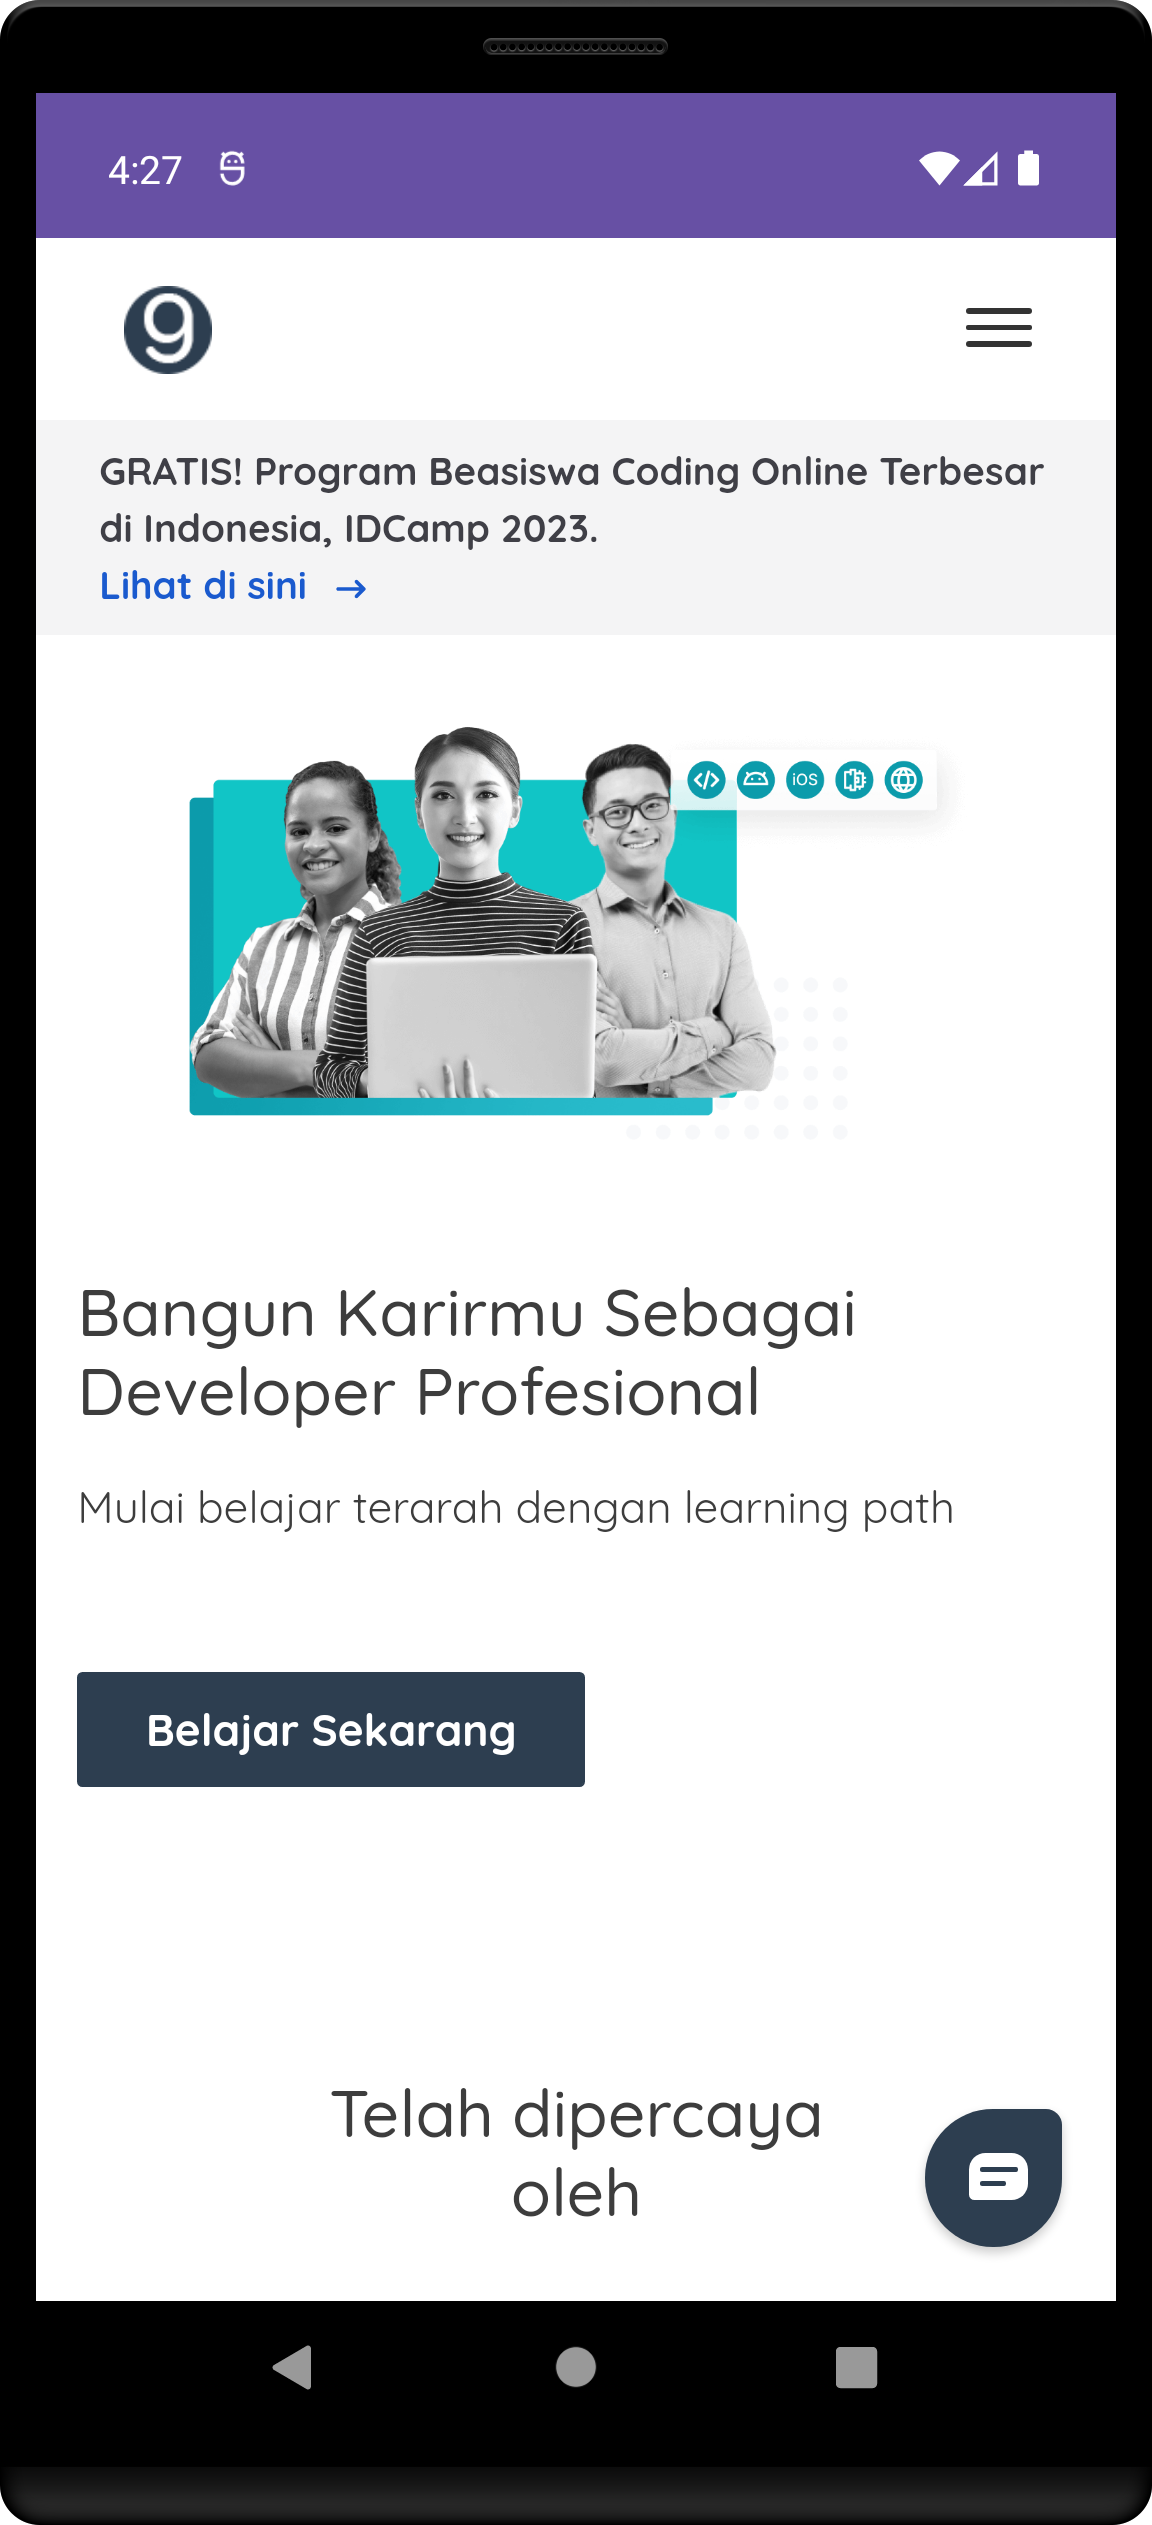 4:27
9
GRATIS! Program Beasiswa Coding Online Terbesar
di Indonesia, IDCamp 2023.
Lihat di sini →
</> iOS
Bangun Karirmu Sebagai
Developer Profesional
Mulai belajar terarah dengan learning path
Belajar Sekarang
Telah dipercaya
oleh